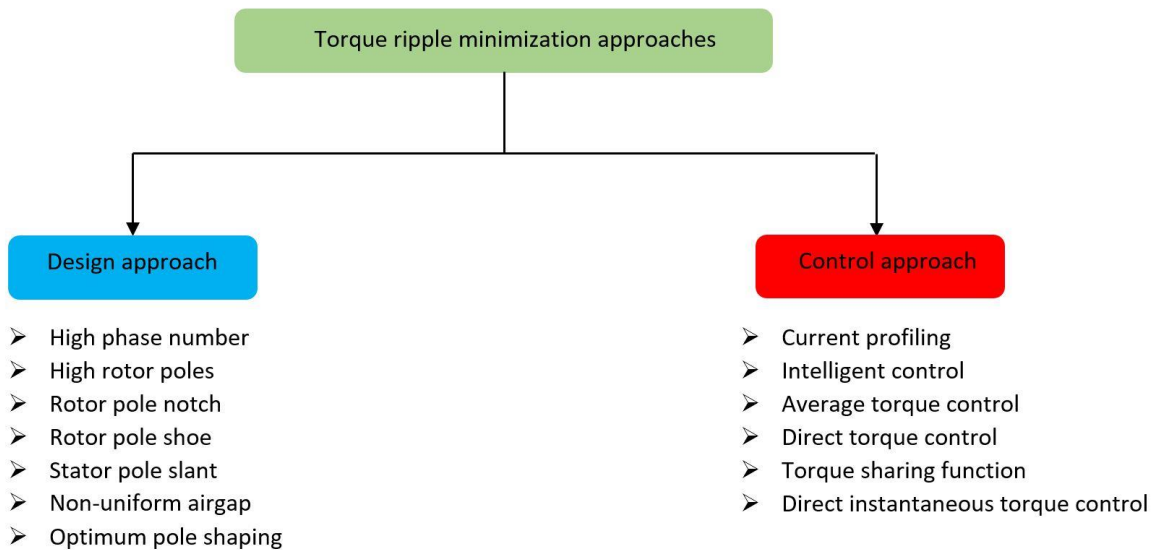 Torque ripple minimization approaches
Design approach
High phase number
High rotor poles
Rotor pole notch
Rotor pole shoe
Stator pole slant
Non-uniform airgap
Optimum pole shaping
Control approach
Current profiling
Intelligent control
Average torque control
Direct torque control
Torque sharing function
Direct instantaneous torque control